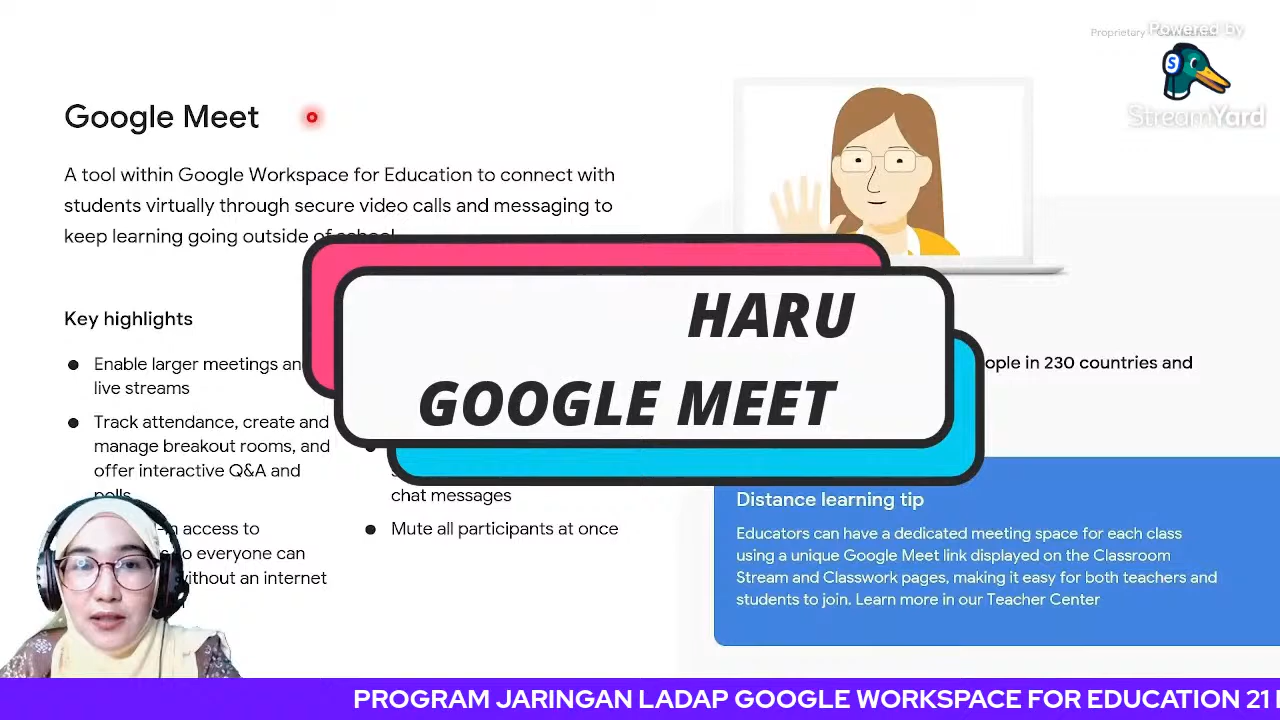 Proprietary
Powered by
StreamYard
Google Meet
A tool within Google Workspace for Education to connect with
students virtually through secure video calls and messaging to
keep learning going outside of school
HARU
GOOGLE MEET
Key highlights
Enable larger meetings
live streams
Track attendance, create and
manage breakout rooms, and
offer interactive Q&A and
polls
access to
so everyone can
without an internet
chat messages
Mute all participants at once
people in 230 countries and
Distance learning tip
Educators can have a dedicated meeting space for each class
using a unique Google Meet link displayed on the Classroom
Stream and Classwork pages, making it easy for both teachers and
students to join. Learn more in our Teacher Center
PROGRAM JARINGAN LADAP GOOGLE WORKSPACE FOR EDUCATION 21